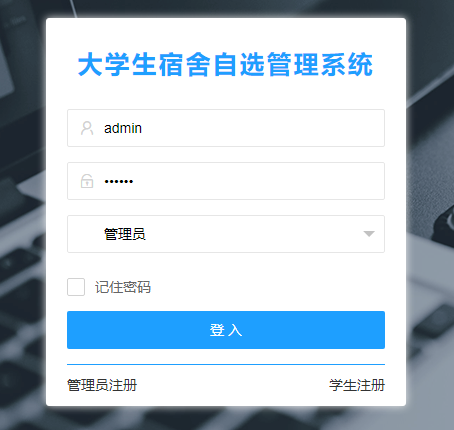 大学生宿舍自选管理系统
admin
••••••
管理员
记住密码
登入
管理员注册 学生注册